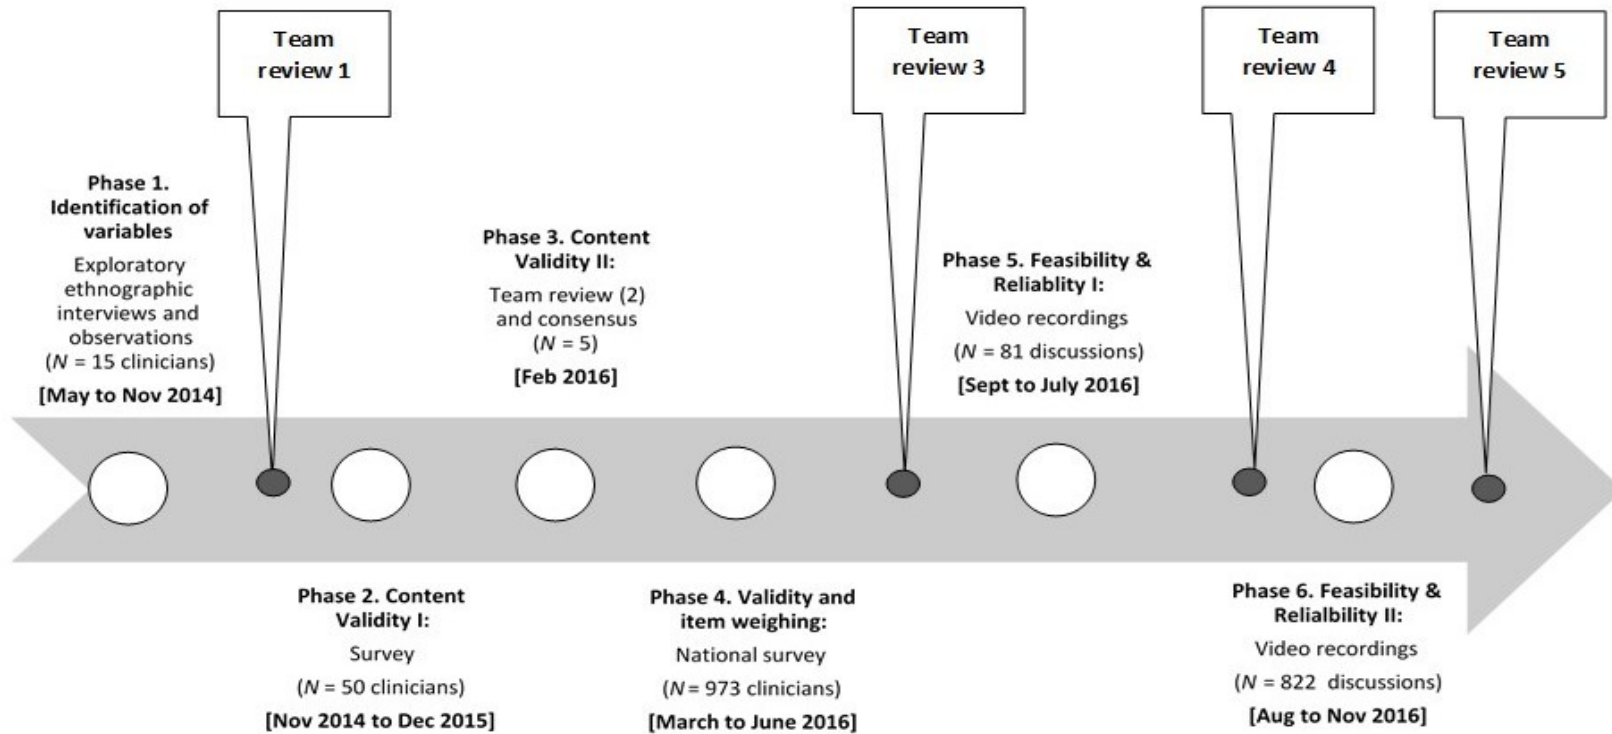 Team
review 1
Team
review 3
Team
review 4
Team
review 5
Phase 1.
Identification of
variables
Exploratory
ethnographic
interviews and
observations
(N = 15 clinicians)
[May to Nov 2014]
Phase 3. Content
Validity II:
Team review (2)
and consensus
(N = 5)
[Feb 2016]
Phase 5. Feasibility &
Reliablity I:
Video recordings
(N = 81 discussions)
[Sept to July 2016]
Phase 2. Content
Validity I:
Survey
(N = 50 clinicians)
[Nov 2014 to Dec 2015]
Phase 4. Validity and
item weighing:
National survey
(N = 973 clinicians)
[March to June 2016]
Phase 6. Feasibility &
Relialbility II:
Video recordings
(N = 822 discussions)
[Aug to Nov 2016]